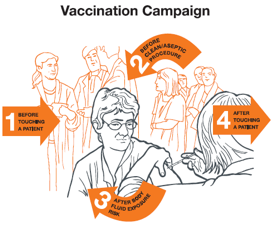 Vaccination Campaign
1
BEFORE
TOUCHING
A PATIENT
2
BEFORE
CLEAN/ASEPTIC
PROCEDURE
3
AFTER BODY
FLUID EXPOSURE
RISK
4
AFTER
TOUCHING
A PATIENT